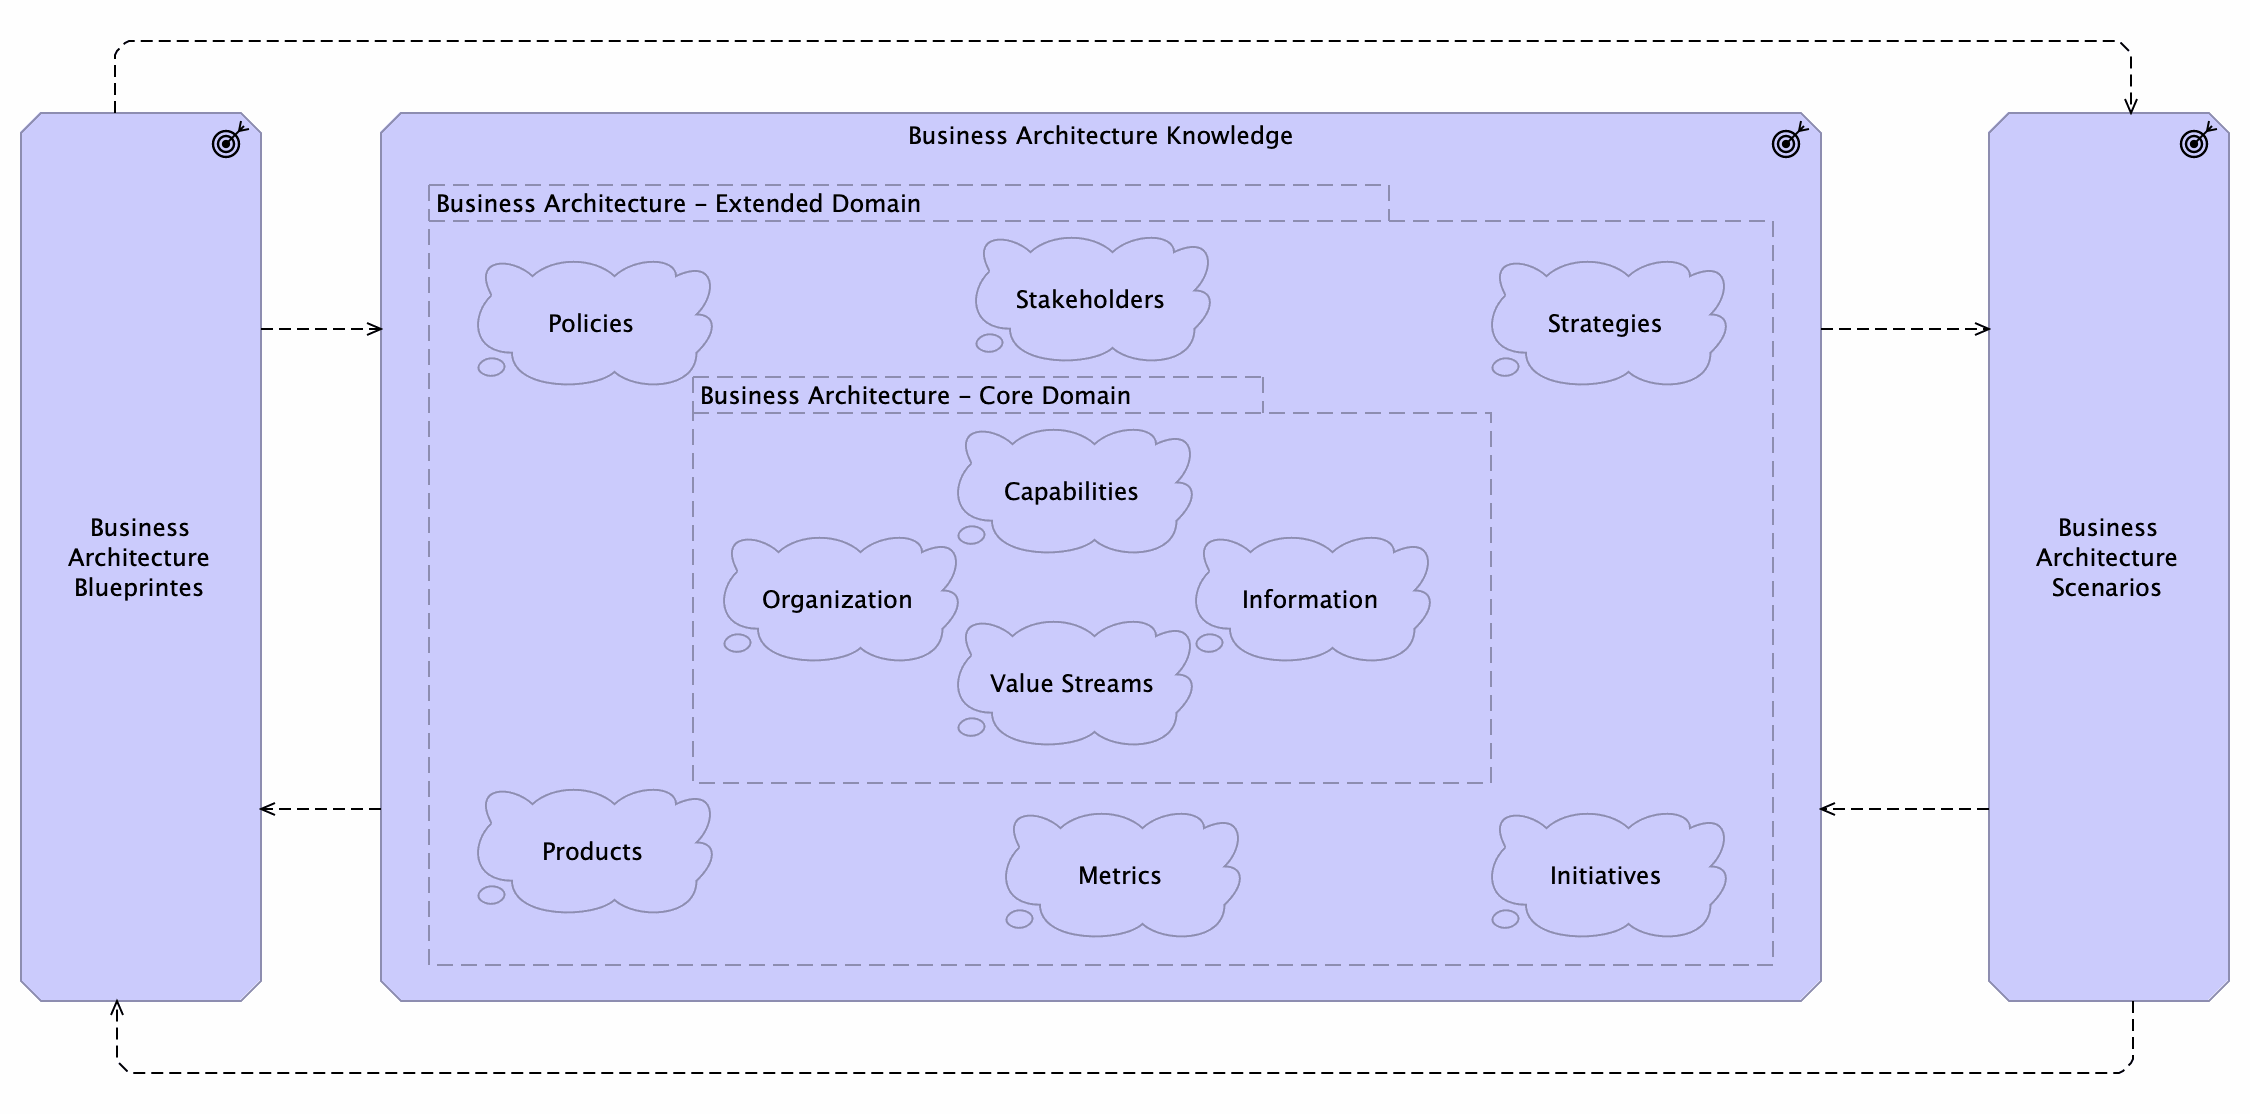 Business Architecture Knowledge
Business Architecture – Extended Domain
Policies
Stakeholders
Strategies
Business Architecture – Core Domain
Capabilities
Organization
Information
Value Streams
Products
Metrics
Initiatives
Business
Architecture
Blueprintes
Business
Architecture
Scenarios